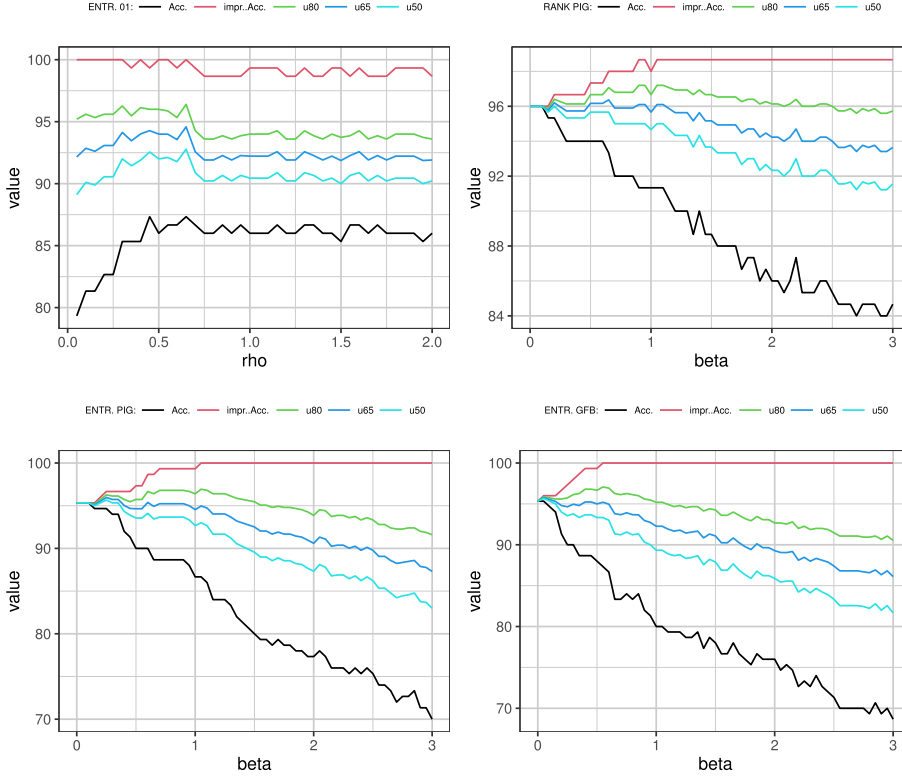 ENTR. 01: Acc. impr..Acc. u80 u65 u50
100
95
90
85
80
value
0.0 0.5 1.0 1.5 2.0
rho
RANK PIG: Acc. impr..Acc. u80 u65 u50
96
92
88
84
value
0 1 2 3
beta
ENTR. PIG: Acc. impr..Acc. u80 u65 u50
100
90
80
70
value
0 1 2 3
beta
ENTR. GFB: Acc. impr..Acc. u80 u65 u50
100
90
80
70
value
0 1 2 3
beta